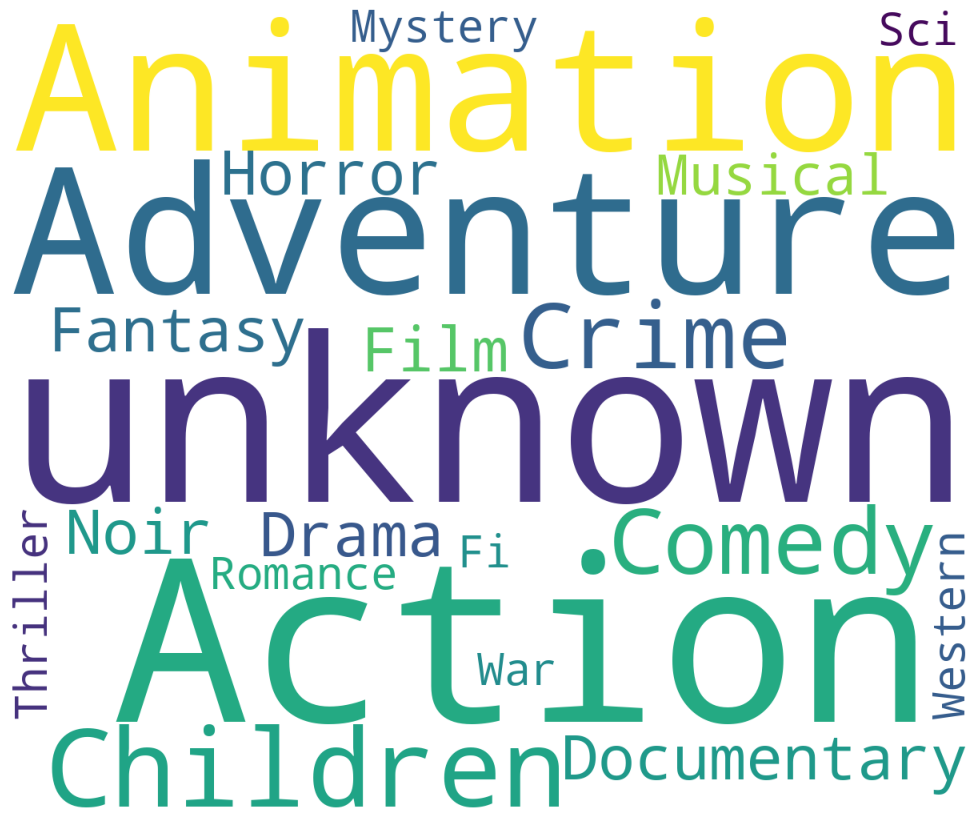 Mystery Sci
Animation
Horror Musical
Adventure
Fantasy Film Crime
unknown
Noir Drama Fi Comedy
Thriller Romance Western
Action
War
Children Documentary